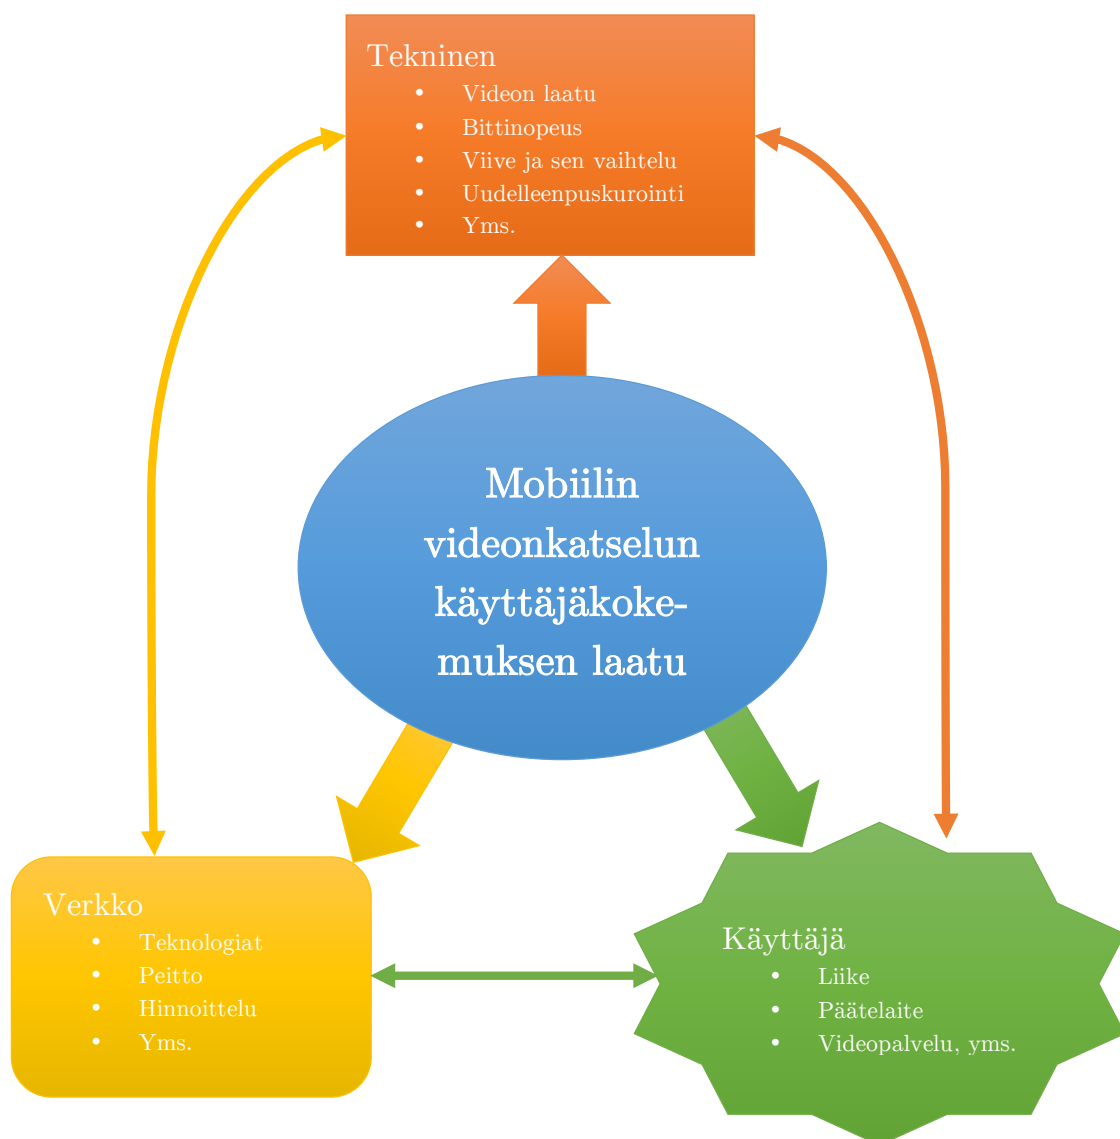 Tekninen
• Videon laatu
• Bittinopeus
• Viive ja sen vaihtelu
• Uudelleenpuskurointi
• Yms.
Mobiilin
videonkatselun
käyttäjäkoke-
muksen laatu
Verkko
• Teknologiat
• Peitto
• Hinnoittelu
• Yms.
Käyttäjä
• Liike
• Päätelaite
• Videopalvelu, yms.